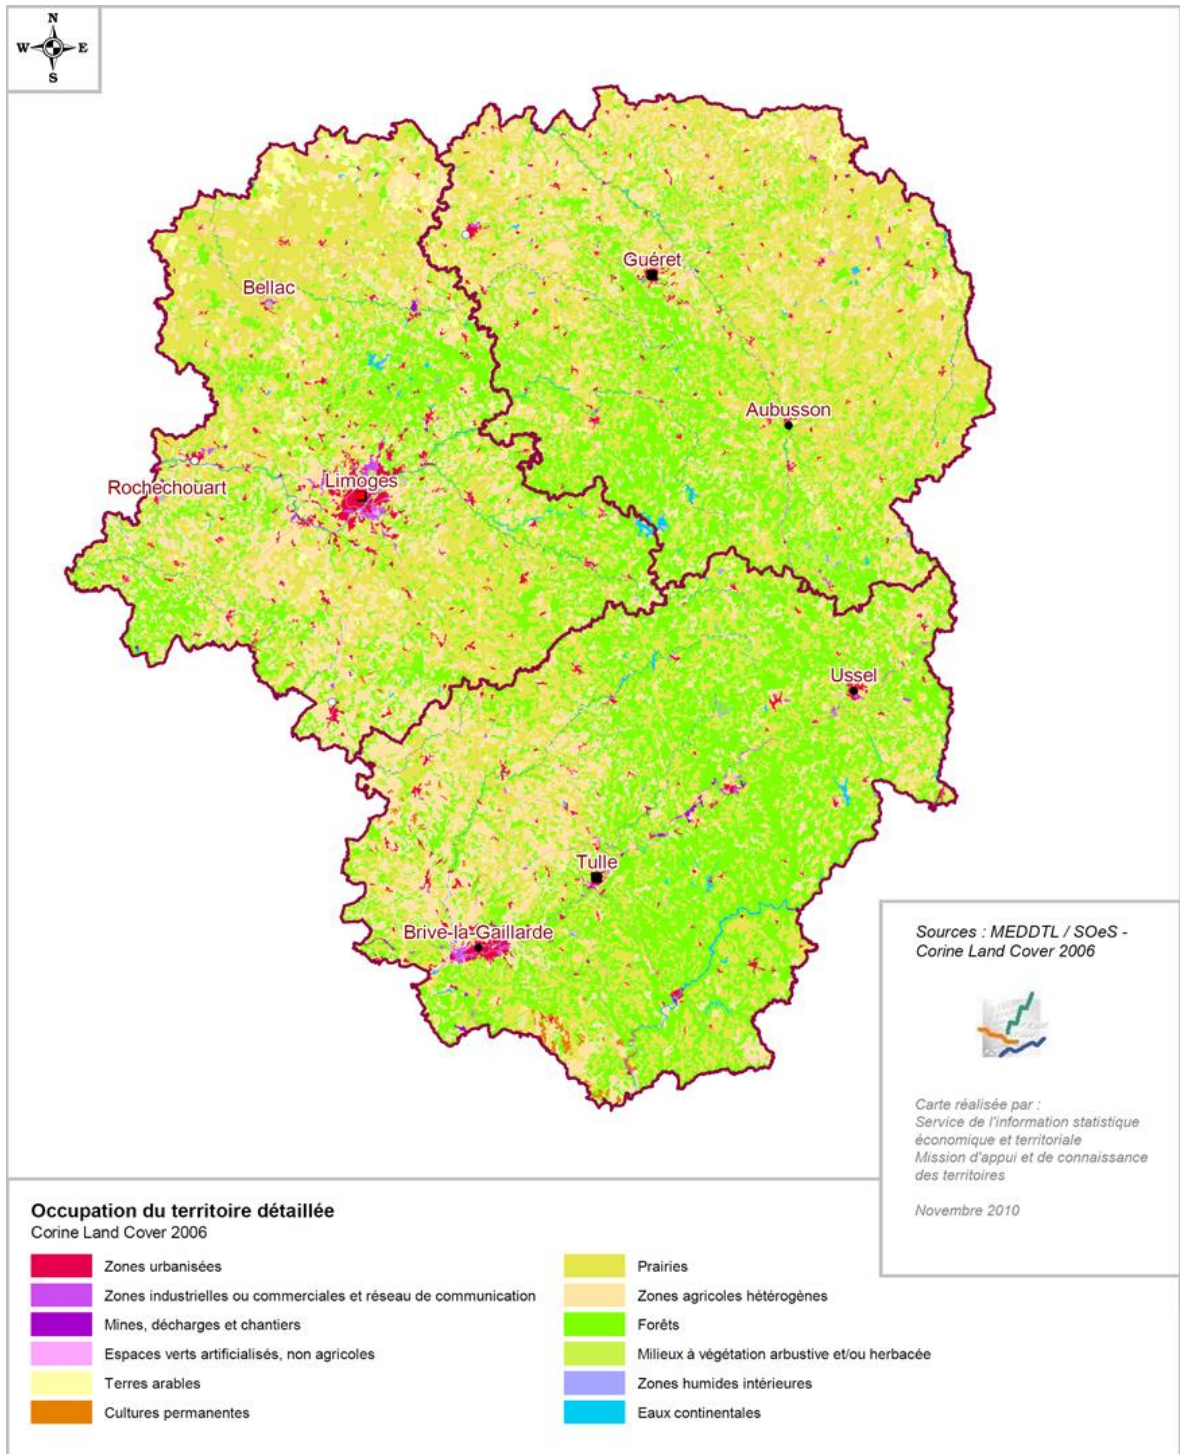 N
W E
S
Guéret
Bellac
Aubusson
Limoges
Rochechouart
Ussel
Tulle
Brive-la-Gaillarde
Sources : MEDDTL / SOeS -
Corine Land Cover 2006
Carte réalisée par :
Service de l'information statistique
économique et territoriale
Mission d'appui et de connaissance
des territoires
Novembre 2010
Occupation du territoire détaillée
Corine Land Cover 2006
Zones urbanisées
Zones industrielles ou commerciales et réseau de communication
Mines, décharges et chantiers
Espaces verts artificialisés, non agricoles
Terres arables
Cultures permanentes
Prairies
Zones agricoles hétérogènes
Forêts
Milieux à végétation arbustive et/ou herbacée
Zones humides intérieures
Eaux continentales